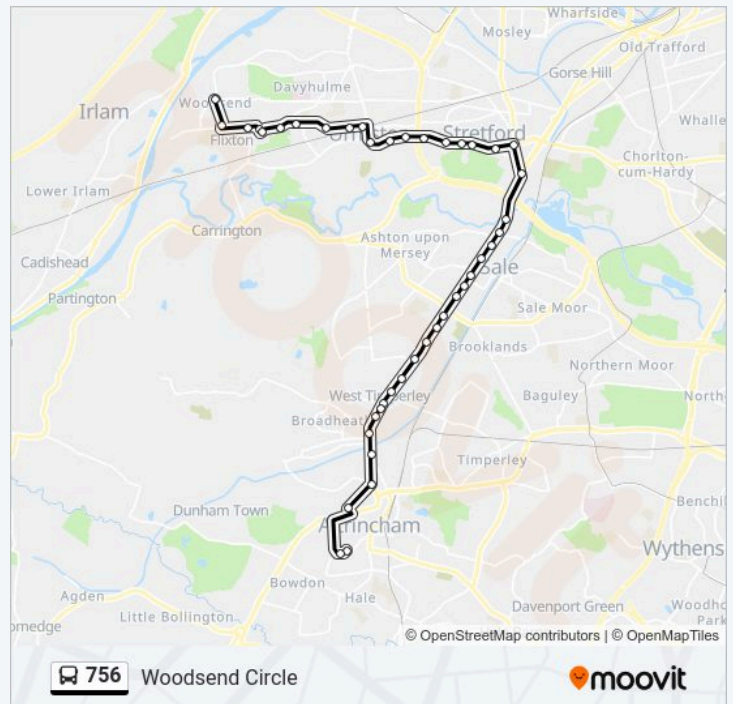 Wharfside
Mosley
Old Trafford
Gorse Hill
Davyhulme
Irlam
Woodsend
Whalle
Flixton
Stretford
Chorlton-
cum-Hardy
Lower Irlam
Carrington
Ashton upon
Mersey
Cadishead
Sale
Partington
Sale Moor
Brooklands
Northern Moor
West Timperley
Baguley
North
Broadheat
Timperley
Dunham Town
Benchil
Altrincham
Wythens
Bowdon
Agden
Hale
Davenport Green
Woodho
Park
Little Bollington
omedge
© OpenStreetMap contributors | © OpenMapTiles
756 Woodsend Circle
moovit